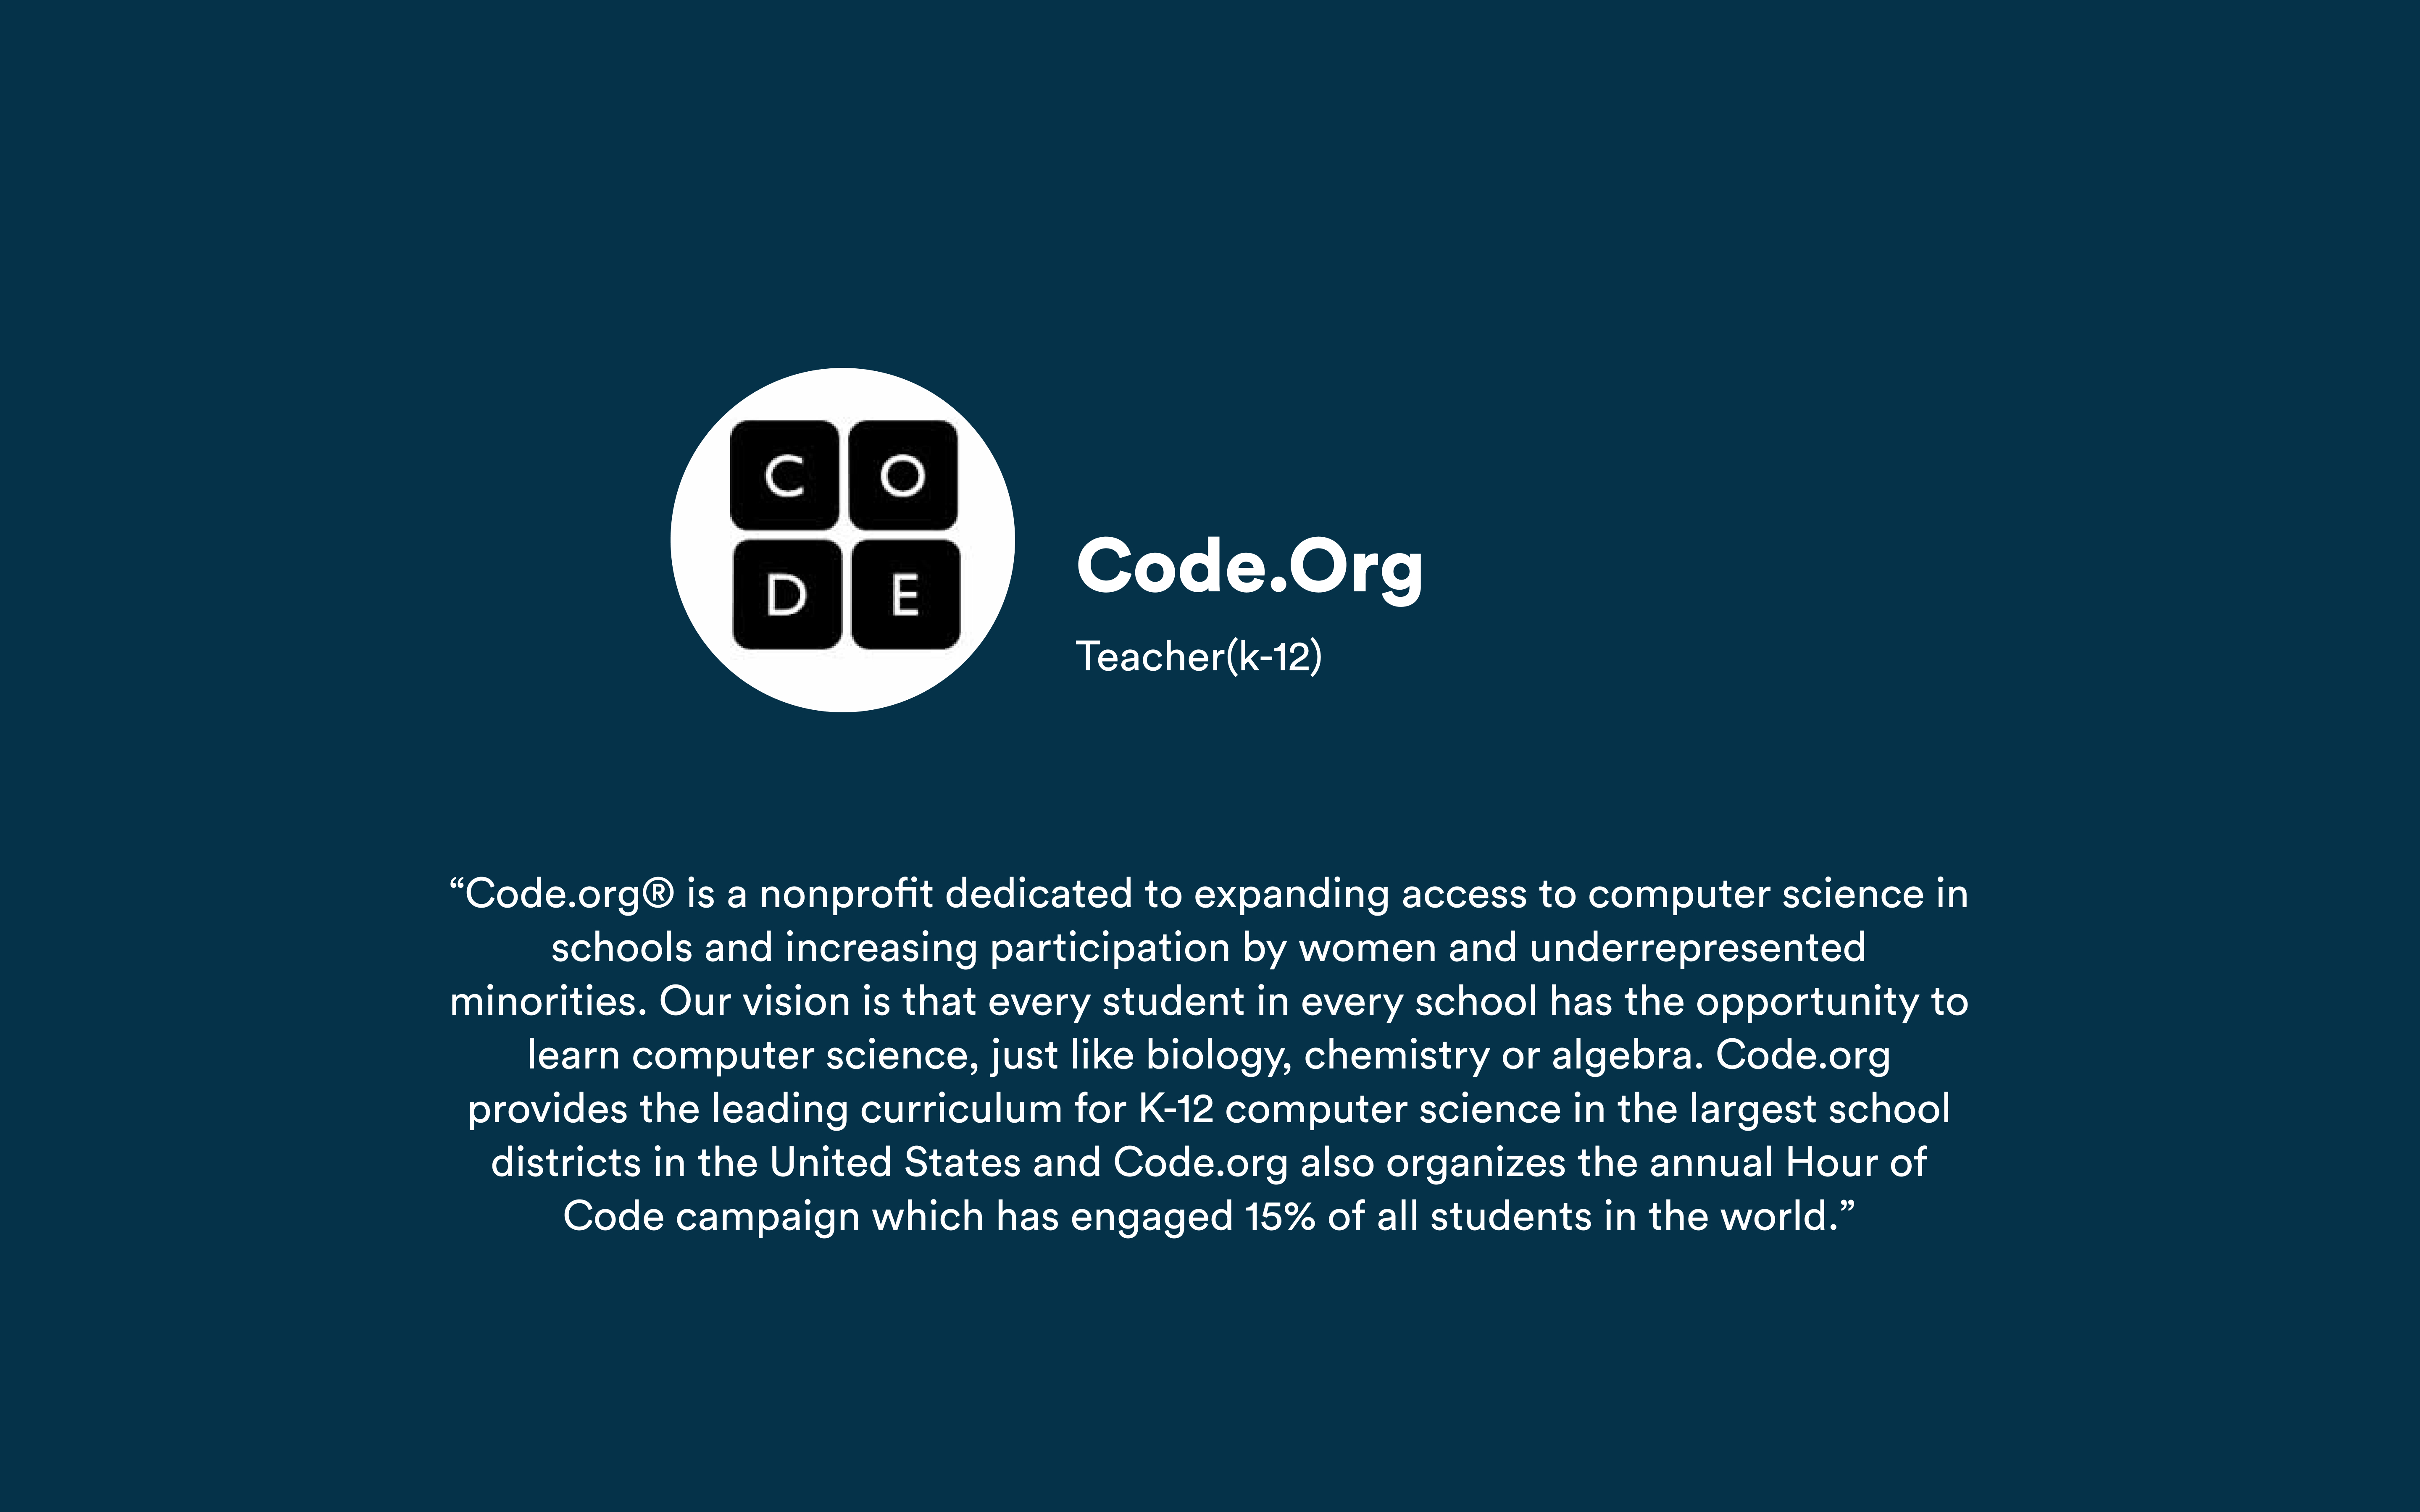 C O
D E
Code.Org
Teacher(k-12)
“Code.org® is a nonprofit dedicated to expanding access to computer science in
schools and increasing participation by women and underrepresented
minorities. Our vision is that every student in every school has the opportunity to
learn computer science, just like biology, chemistry or algebra. Code.org
provides the leading curriculum for K-12 computer science in the largest school
districts in the United States and Code.org also organizes the annual Hour of
Code campaign which has engaged 15% of all students in the world.”